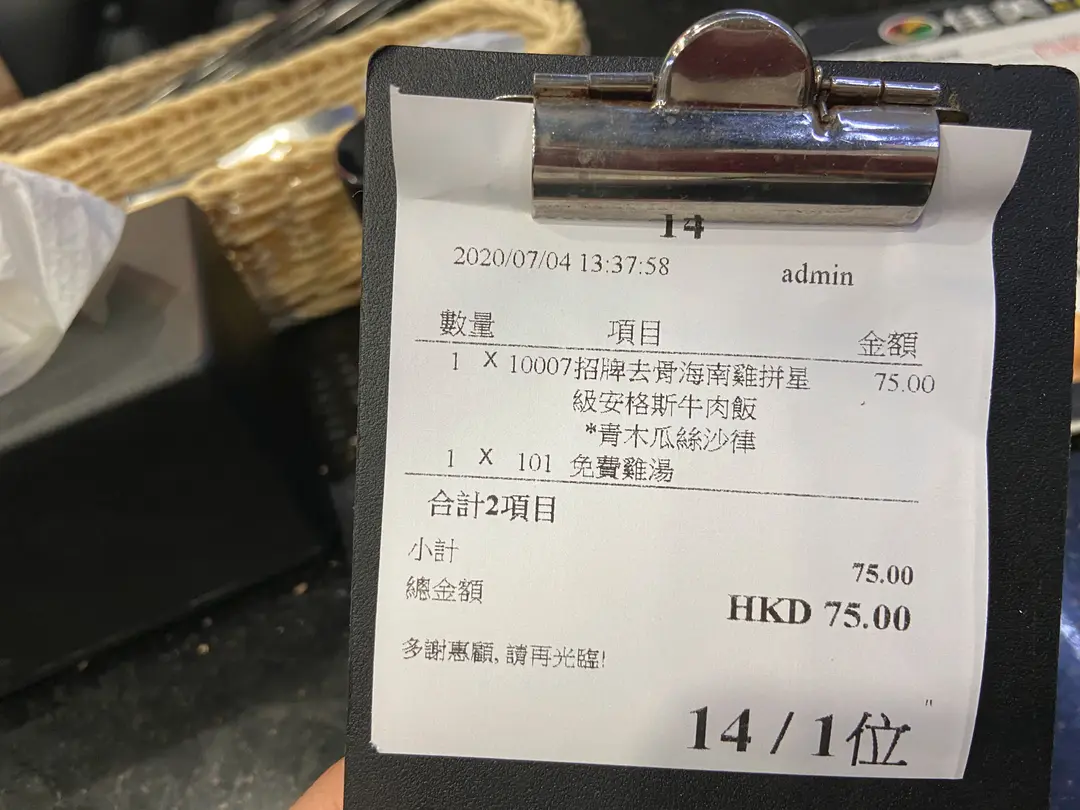 14
2020/07/04 13:37:58 admin
數量 項目 金額
1 X 10007招牌去骨海南雞拼星 75.00
級安格斯牛肉飯
*青木瓜絲沙律
1 X 101 免費雞湯
合計2項目
小計 75.00
總金額 HKD 75.00
多謝惠顧, 請再光臨!
"
14 / 1位